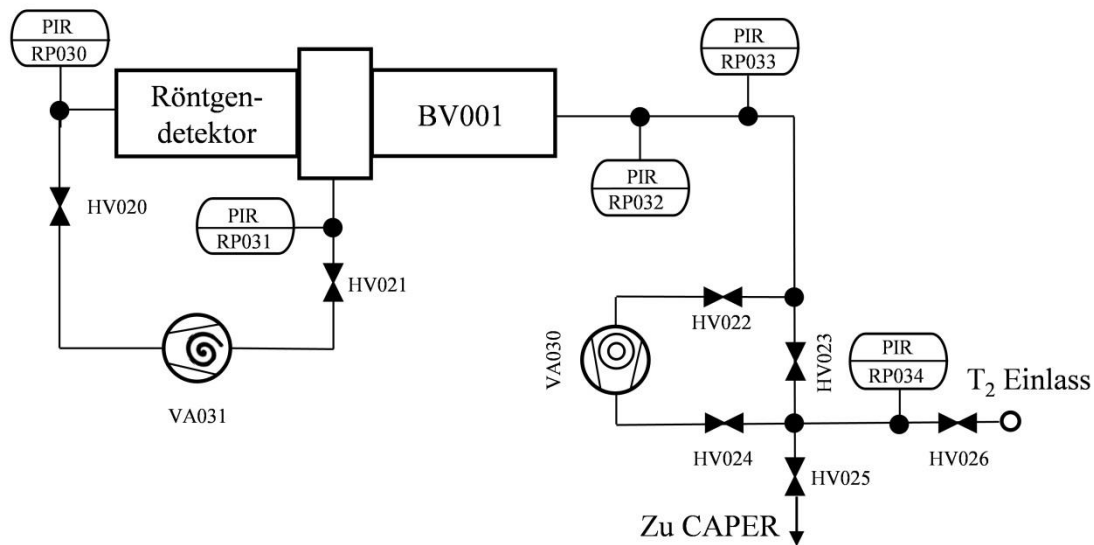 PIR
RP030
PIR
RP033
Röntgen-
detektor
BV001
PIR
RP032
HV020
PIR
RP031
HV021
HV022
VA030
HV023
PIR
RP034
T₂ Einlass
VA031
HV024
HV026
HV025
Zu CAPER